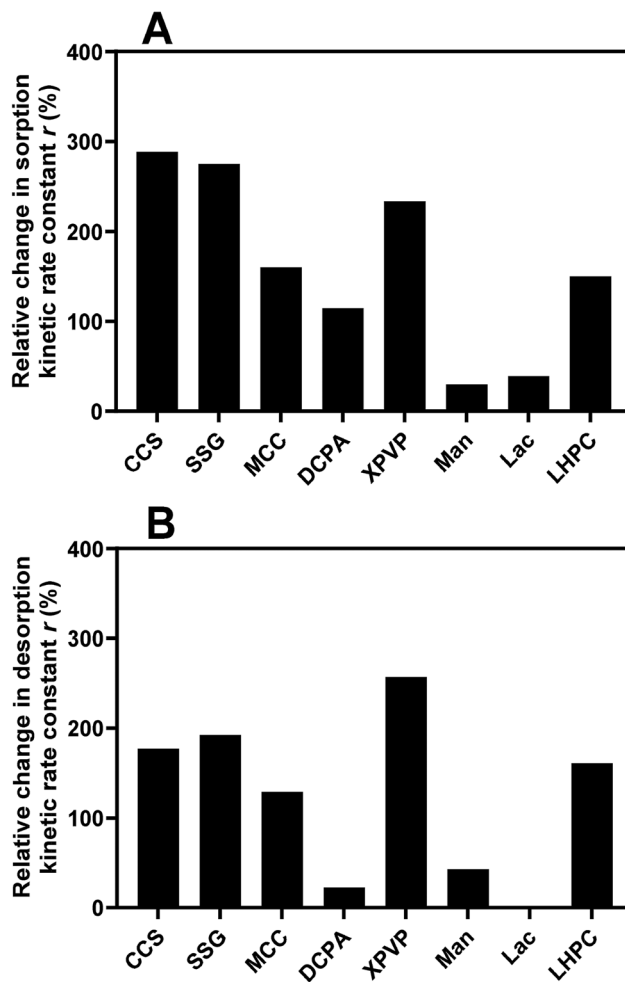 A
Relative change in sorption
kinetic rate constant r (%)
400
300
200
100
0
CCS
SSG
MCC
DCPA
XPVP
Man
Lac
LHPC
B
Relative change in desorption
kinetic rate constant r (%)
400
300
200
100
0
CCS
SSG
MCC
DCPA
XPVP
Man
Lac
LHPC